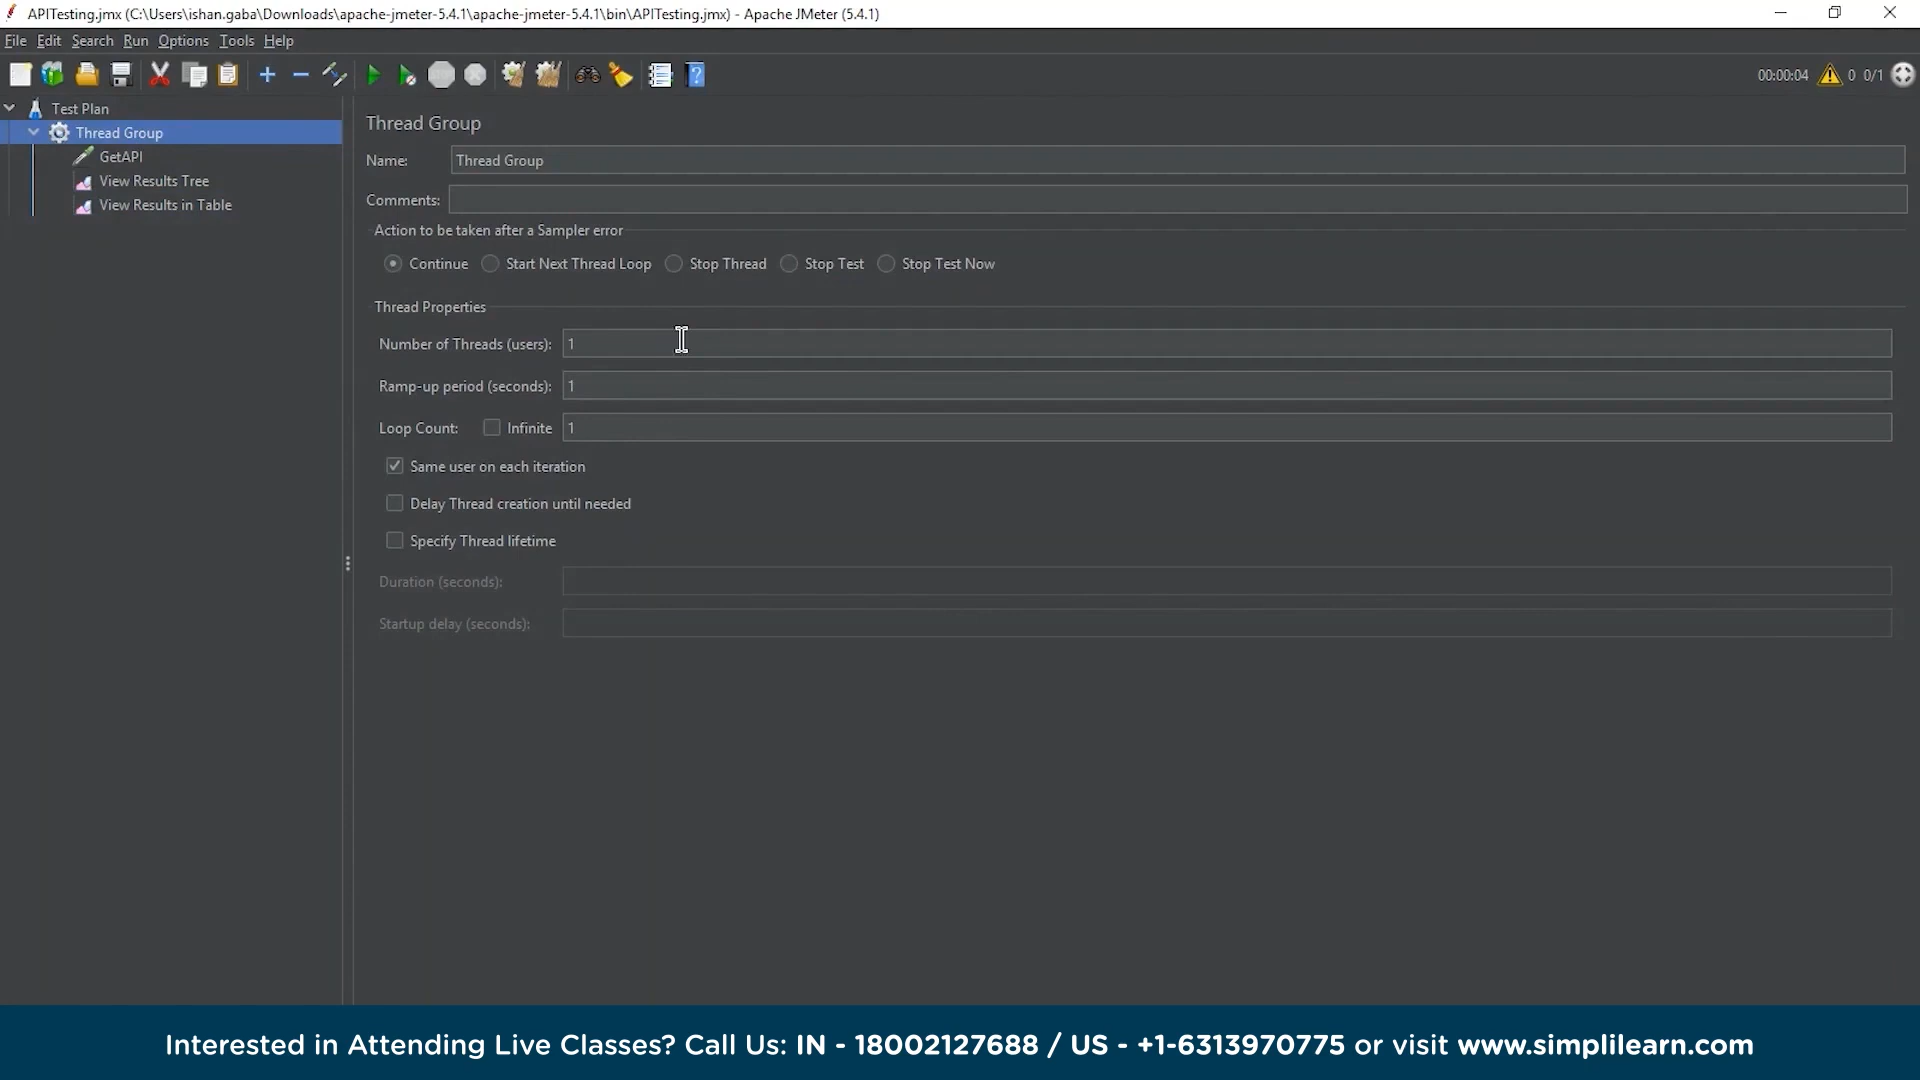 APITesting.jmx (C:\Users\ishan.gaba\Downloads\apache-jmeter-5.4.1\apache-jmeter-5.4.1\bin\APITesting.jmx) - Apache JMeter (5.4.1)
File Edit Search Run Options Tools Help
00:00:04 0 0/1
Test Plan
Thread Group
GetAPI
View Results Tree
View Results in Table
Thread Group
Name: Thread Group
Comments:
Action to be taken after a Sampler error
Continue Start Next Thread Loop Stop Thread Stop Test Stop Test Now
Thread Properties
Number of Threads (users): 1
Ramp-up period (seconds): 1
Loop Count: Infinite 1
Same user on each iteration
Delay Thread creation until needed
Specify Thread lifetime
Duration (seconds):
Startup delay (seconds):
Interested in Attending Live Classes? Call Us: IN - 18002127688 / US - +1-6313970775 or visit www.simplilearn.com